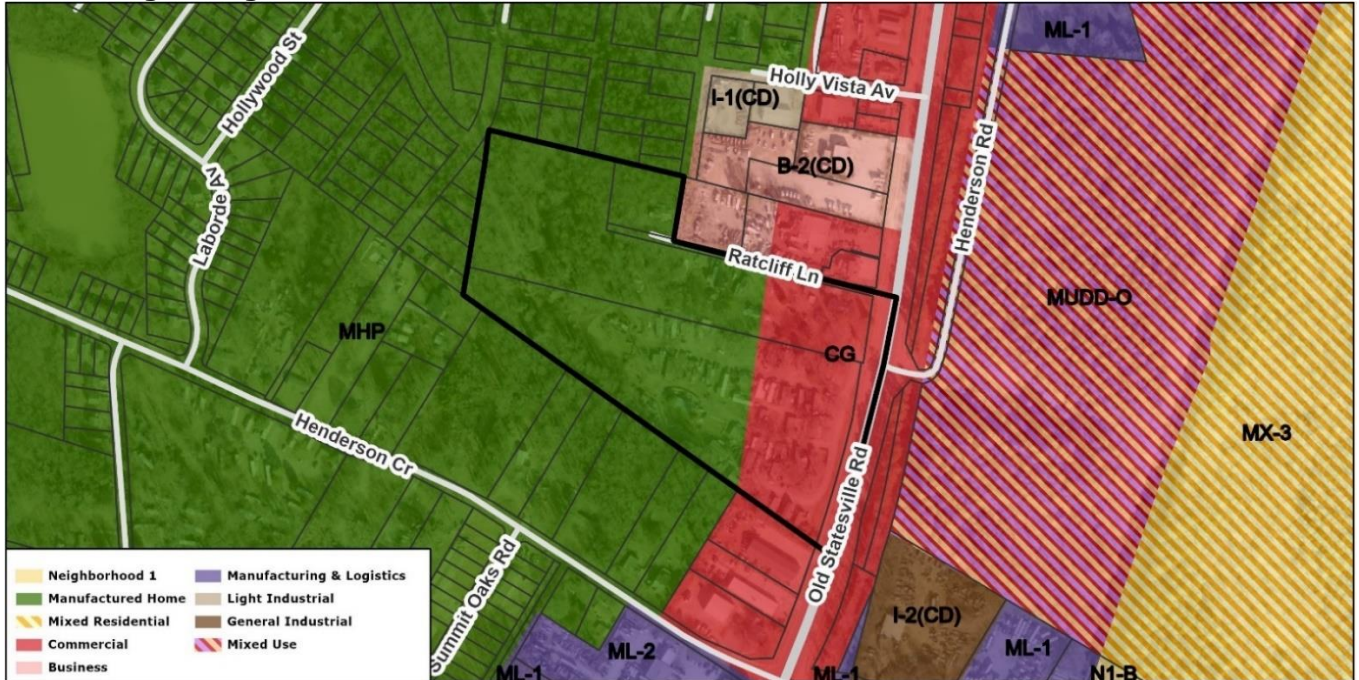 ML-1
Holly Vista Av
I-1(CD)
Hollywood St
B-2(CD)
Henderson Rd
Laborde Av
Ratcliff Ln
MUDD-O
MHP
CG
MX-3
Henderson Cr
Old Statesville Rd
Summit Oaks Rd
I-2(CD)
ML-2
ML-1
ML-1
ML-1
N1-B
Neighborhood 1
Manufactured Home
Mixed Residential
Commercial
Business
Manufacturing & Logistics
Light Industrial
General Industrial
Mixed Use